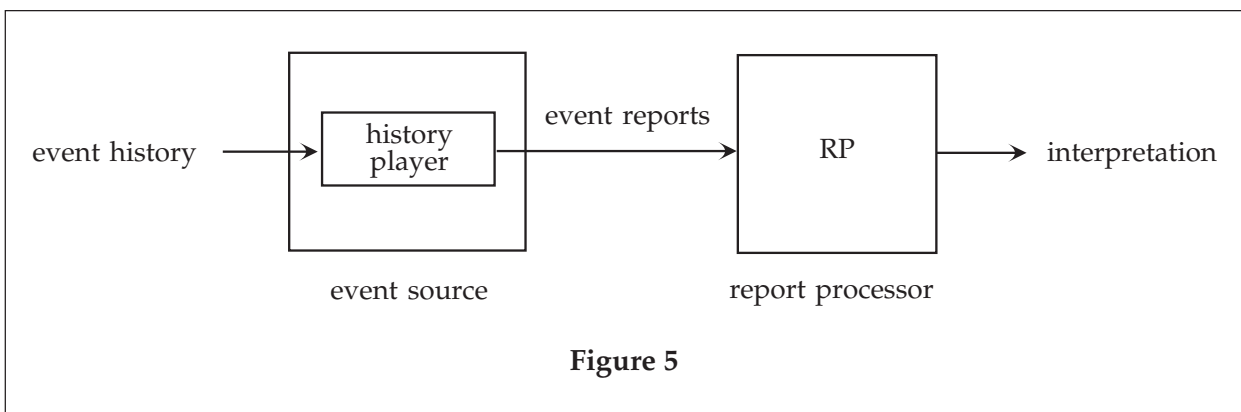 event history
history
player
event source
event reports
RP
report processor
interpretation
Figure 5